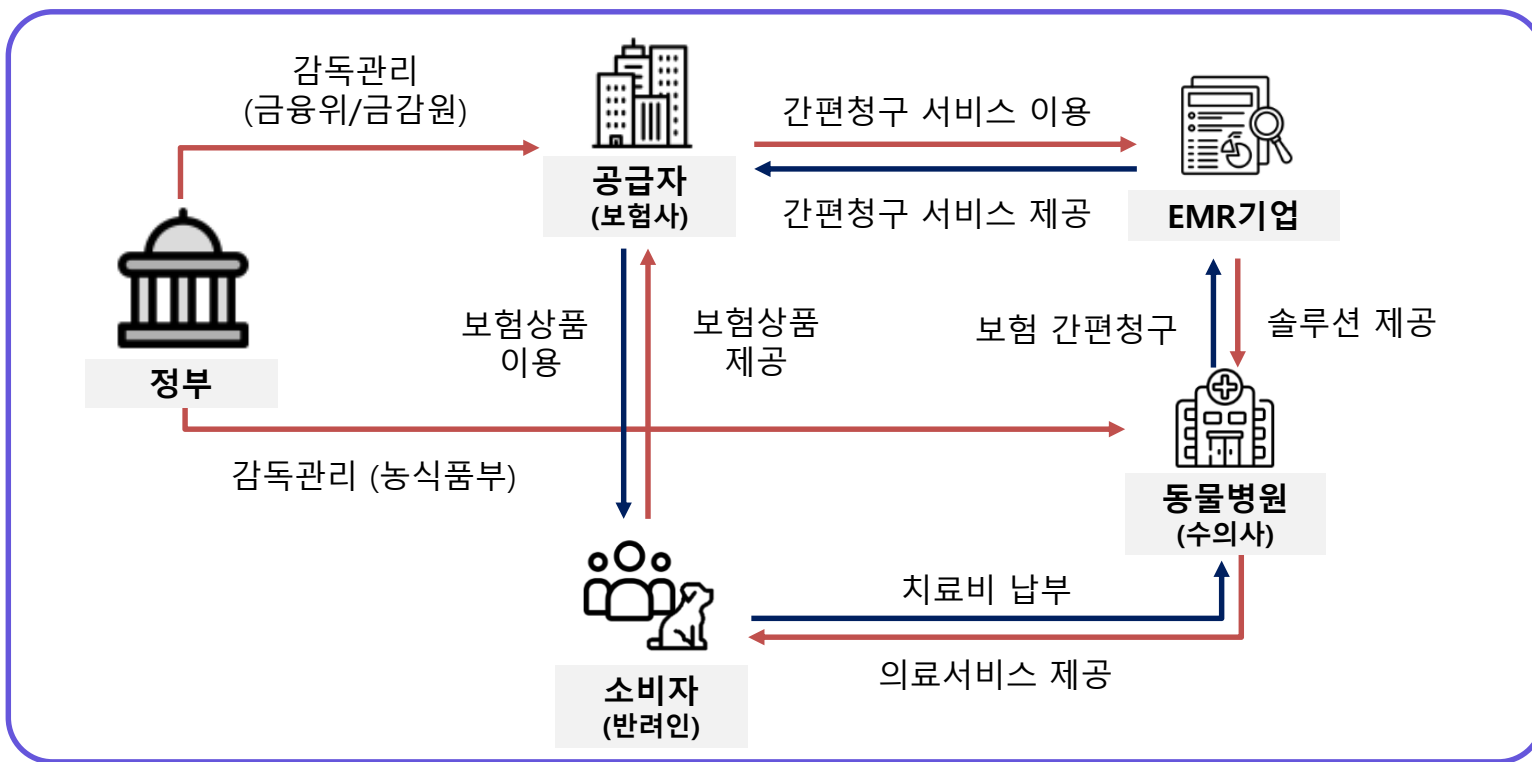 감독관리
(금융위/금감원)
공급자
(보험사)
간편청구 서비스 이용
간편청구 서비스 제공
EMR기업
정부
보험상품
이용
보험상품
제공
보험 간편청구
솔루션 제공
감독관리 (농식품부)
동물병원
(수의사)
치료비 납부
의료서비스 제공
소비자
(반려인)